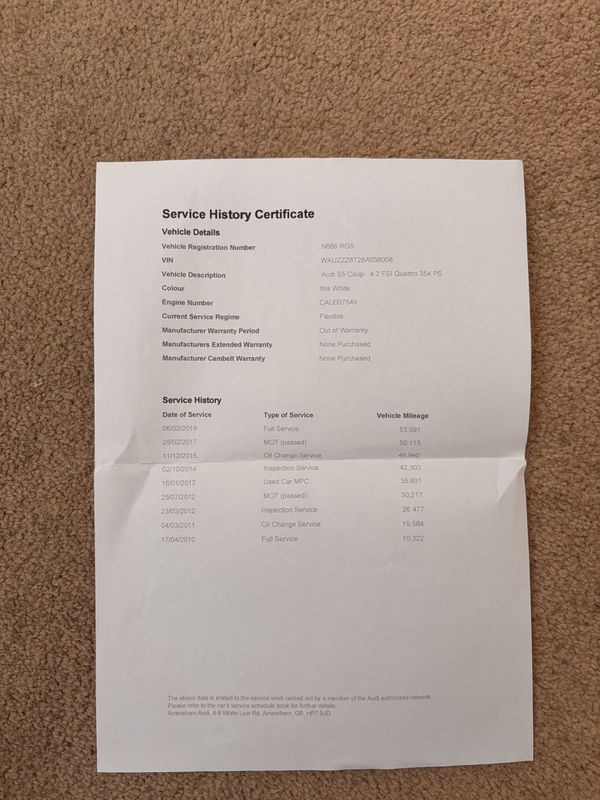 Service History Certificate
Vehicle Details
Vehicle Registration Number N666 RGS
VIN WAUZZZ8T28A038008
Vehicle Description Audi S5 Coup- 4.2 FSI Quattro 354 PS
Colour Ibis White
Engine Number CAU007549
Current Service Regime Flexible
Manufacturer Warranty Period Out of Warranty
Manufacturers Extended Warranty None Purchased
Manufacturer Cambelt Warranty None Purchased
Service History
Date of Service Type of Service Vehicle Mileage
06/02/2019 Full Service 53,991
28/02/2017 MOT (passed) 50,115
11/12/2015 Oil Change Service 46,940
02/10/2014 Inspection Service 42,303
16/01/2013 Used Car MPC 35,601
25/07/2012 MOT (passed) 30,217
23/03/2012 Inspection Service 26,477
04/03/2011 Oil Change Service 19,584
17/04/2010 Full Service 10,322
The above data is limited to the service work carried out by a member of the Audi authorized network.
Please refer to the car's service schedule book for further details.
Amersham Audi, 4-8 White Lion Rd, Amersham, GB HP7 9JD